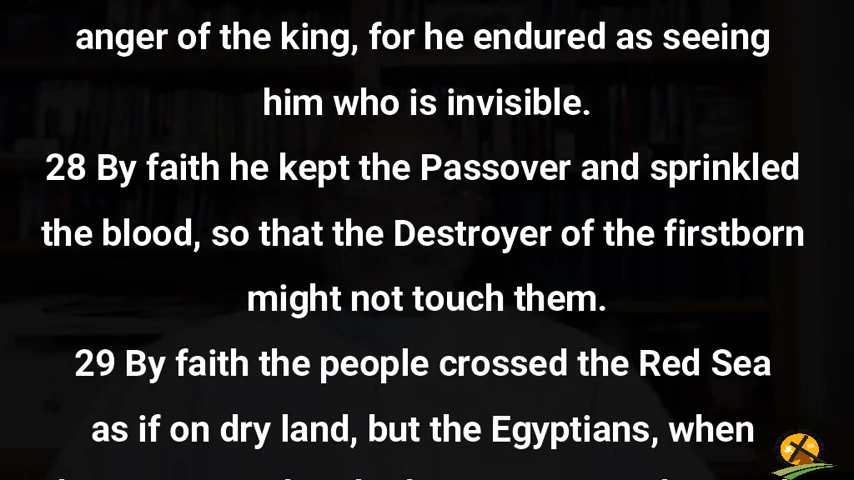 anger of the king, for he endured as seeing
him who is invisible.
28 By faith he kept the Passover and sprinkled
the blood, so that the Destroyer of the firstborn
might not touch them.
29 By faith the people crossed the Red Sea
as if on dry land, but the Egyptians, when